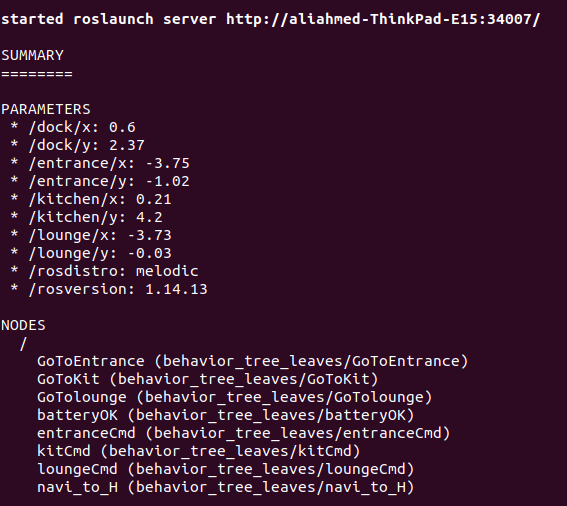 started roslaunch server http://aliahmed-ThinkPad-E15:34007/
SUMMARY
========
PARAMETERS
* /dock/x: 0.6
* /dock/y: 2.37
* /entrance/x: -3.75
* /entrance/y: -1.02
* /kitchen/x: 0.21
* /kitchen/y: 4.2
* /lounge/x: -3.73
* /lounge/y: -0.03
* /rosdistro: melodic
* /rosversion: 1.14.13
NODES
/
GoToEntrance (behavior_tree_leaves/GoToEntrance)
GoToKit (behavior_tree_leaves/GoToKit)
GoTolounge (behavior_tree_leaves/GoTolounge)
batteryOK (behavior_tree_leaves/batteryOK)
entranceCmd (behavior_tree_leaves/entranceCmd)
kitCmd (behavior_tree_leaves/kitCmd)
loungeCmd (behavior_tree_leaves/loungeCmd)
navi_to_H (behavior_tree_leaves/navi_to_H)